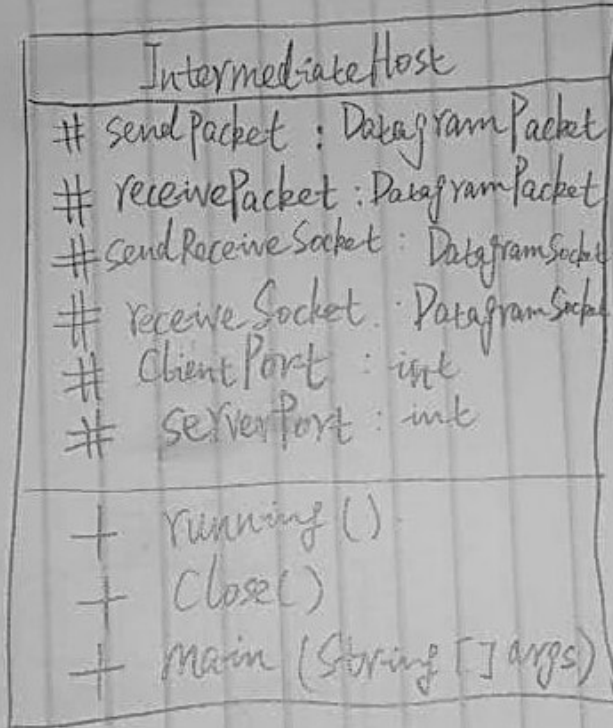 IntermediateHost
# sendPacket : DatagramPacket
# receivePacket : DatagramPacket
# sendReceiveSocket : DatagramSocket
# receiveSocket : DatagramSocket
# ClientPort : int
# serverPort : int
+ running()
+ Close()
+ main (String [] args)